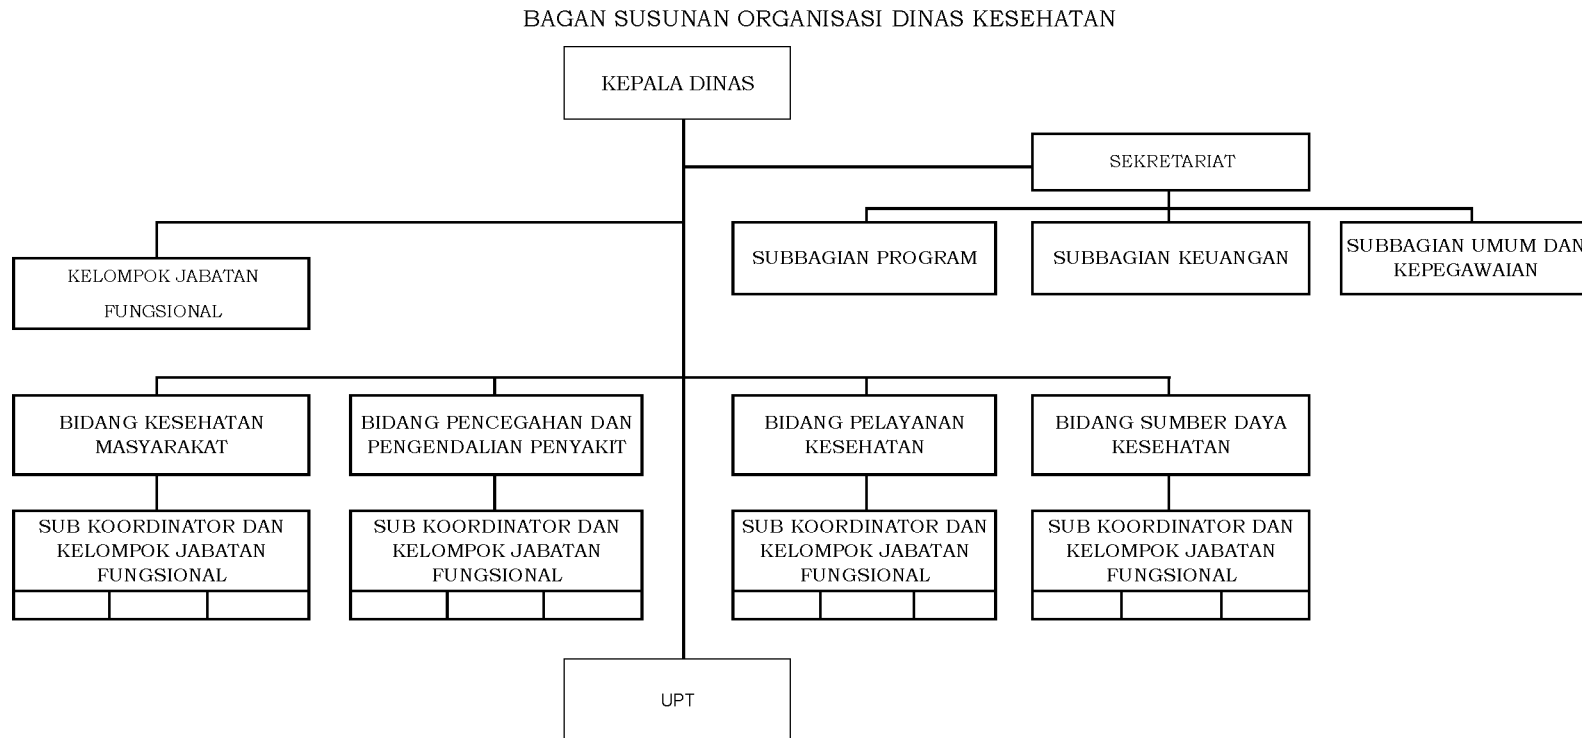 BAGAN SUSUNAN ORGANISASI DINAS KESEHATAN
KEPALA DINAS
SEKRETARIAT
SUBBAGIAN PROGRAM
SUBBAGIAN KEUANGAN
SUBBAGIAN UMUM DAN
KEPEGAWAIAN
KELOMPOK JABATAN
FUNGSIONAL
BIDANG KESEHATAN
MASYARAKAT
BIDANG PENCEGAHAN DAN
PENGENDALIAN PENYAKIT
BIDANG PELAYANAN
KESEHATAN
BIDANG SUMBER DAYA
KESEHATAN
SUB KOORDINATOR DAN
KELOMPOK JABATAN
FUNGSIONAL
SUB KOORDINATOR DAN
KELOMPOK JABATAN
FUNGSIONAL
SUB KOORDINATOR DAN
KELOMPOK JABATAN
FUNGSIONAL
SUB KOORDINATOR DAN
KELOMPOK JABATAN
FUNGSIONAL
UPT